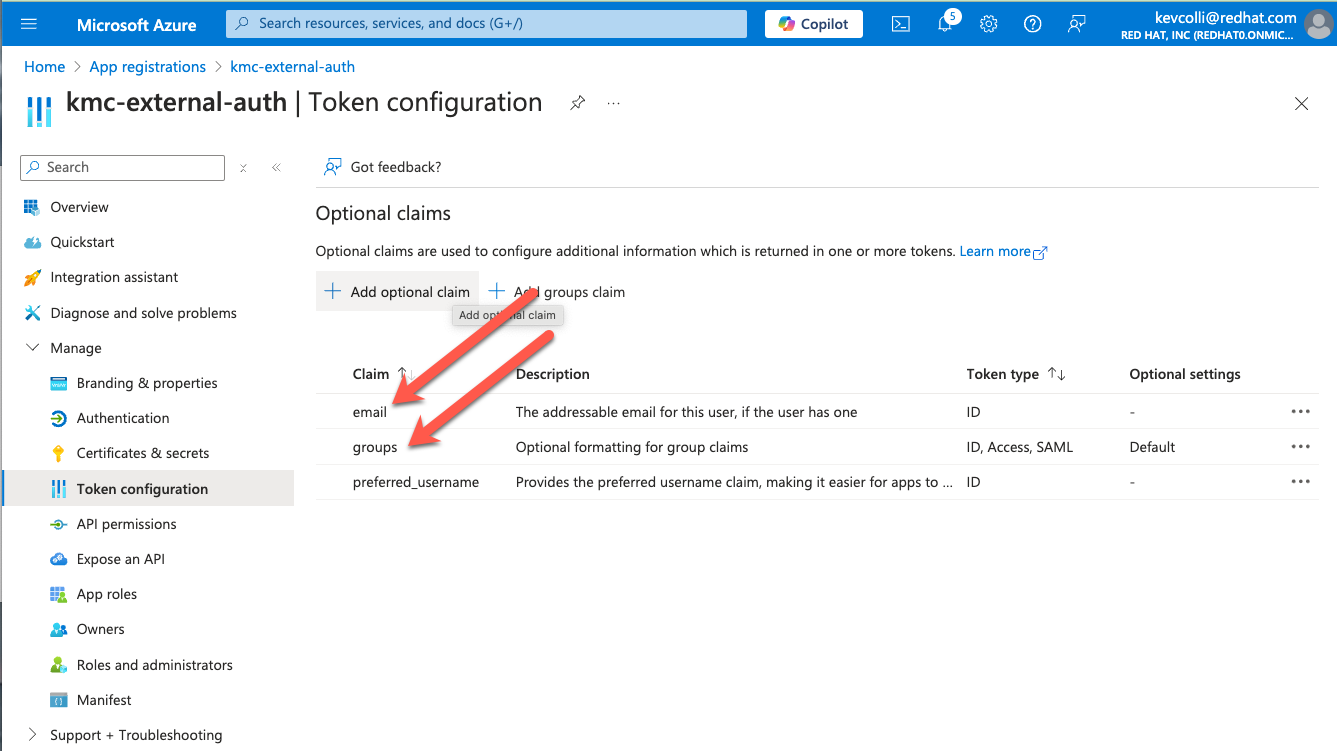 Microsoft Azure
Search resources, services, and docs (G+/)
Copilot
5
kevcolli@redhat.com
RED HAT, INC (REDHAT0.ONMIC...
Home > App registrations > kmc-external-auth
kmc-external-auth | Token configuration
Search
Got feedback?
Overview
Quickstart
Integration assistant
Diagnose and solve problems
Manage
Branding & properties
Authentication
Certificates & secrets
Token configuration
API permissions
Expose an API
App roles
Owners
Roles and administrators
Manifest
Support + Troubleshooting
Optional claims
Optional claims are used to configure additional information which is returned in one or more tokens. Learn more
Add optional claim Add groups claim
Add optional claim
Claim Description Token type Optional settings
email The addressable email for this user, if the user has one ID -
groups Optional formatting for group claims ID, Access, SAML Default
preferred_username Provides the preferred username claim, making it easier for apps to ... ID -